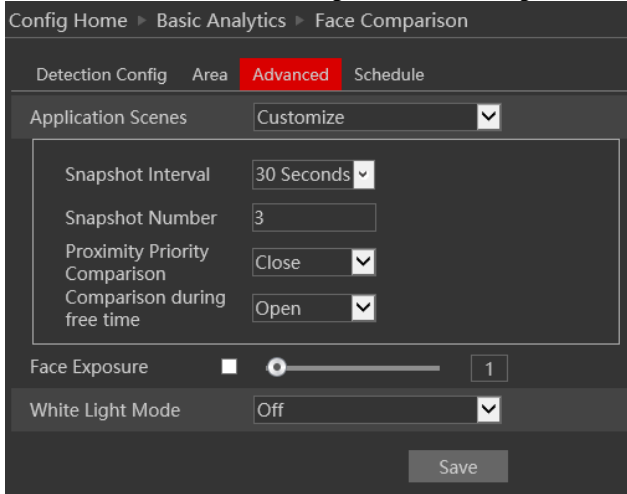 Config Home ▸ Basic Analytics ▸ Face Comparison
Detection Config Area Advanced Schedule
Application Scenes Customize
Snapshot Interval 30 Seconds
Snapshot Number 3
Proximity Priority
Comparison Close
Comparison during
free time Open
Face Exposure 1
White Light Mode Off
Save